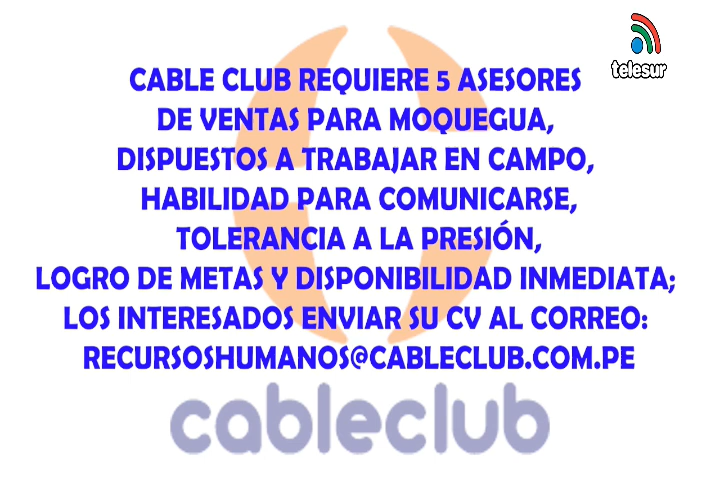 telesur
CABLE CLUB REQUIERE 5 ASESORES
DE VENTAS PARA MOQUEGUA,
DISPUESTOS A TRABAJAR EN CAMPO,
HABILIDAD PARA COMUNICARSE,
TOLERANCIA A LA PRESIÓN,
LOGRO DE METAS Y DISPONIBILIDAD INMEDIATA;
LOS INTERESADOS ENVIAR SU CV AL CORREO:
RECURSOSHUMANOS@CABLECLUB.COM.PE
cableclub